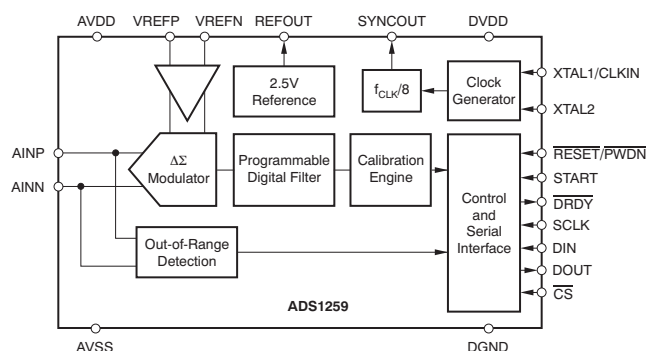 AVDD VREFP VREFN REFOUT SYNCOUT DVDD
2.5V
Reference
fCLK/8
Clock
Generator
XTAL1/CLKIN
XTAL2
AINP
AINN
ΔΣ
Modulator
Programmable
Digital Filter
Calibration
Engine
Out-of-Range
Detection
Control
and
Serial
Interface
RESET/PWDN
START
DRDY
SCLK
DIN
DOUT
CS
ADS1259
AVSS DGND